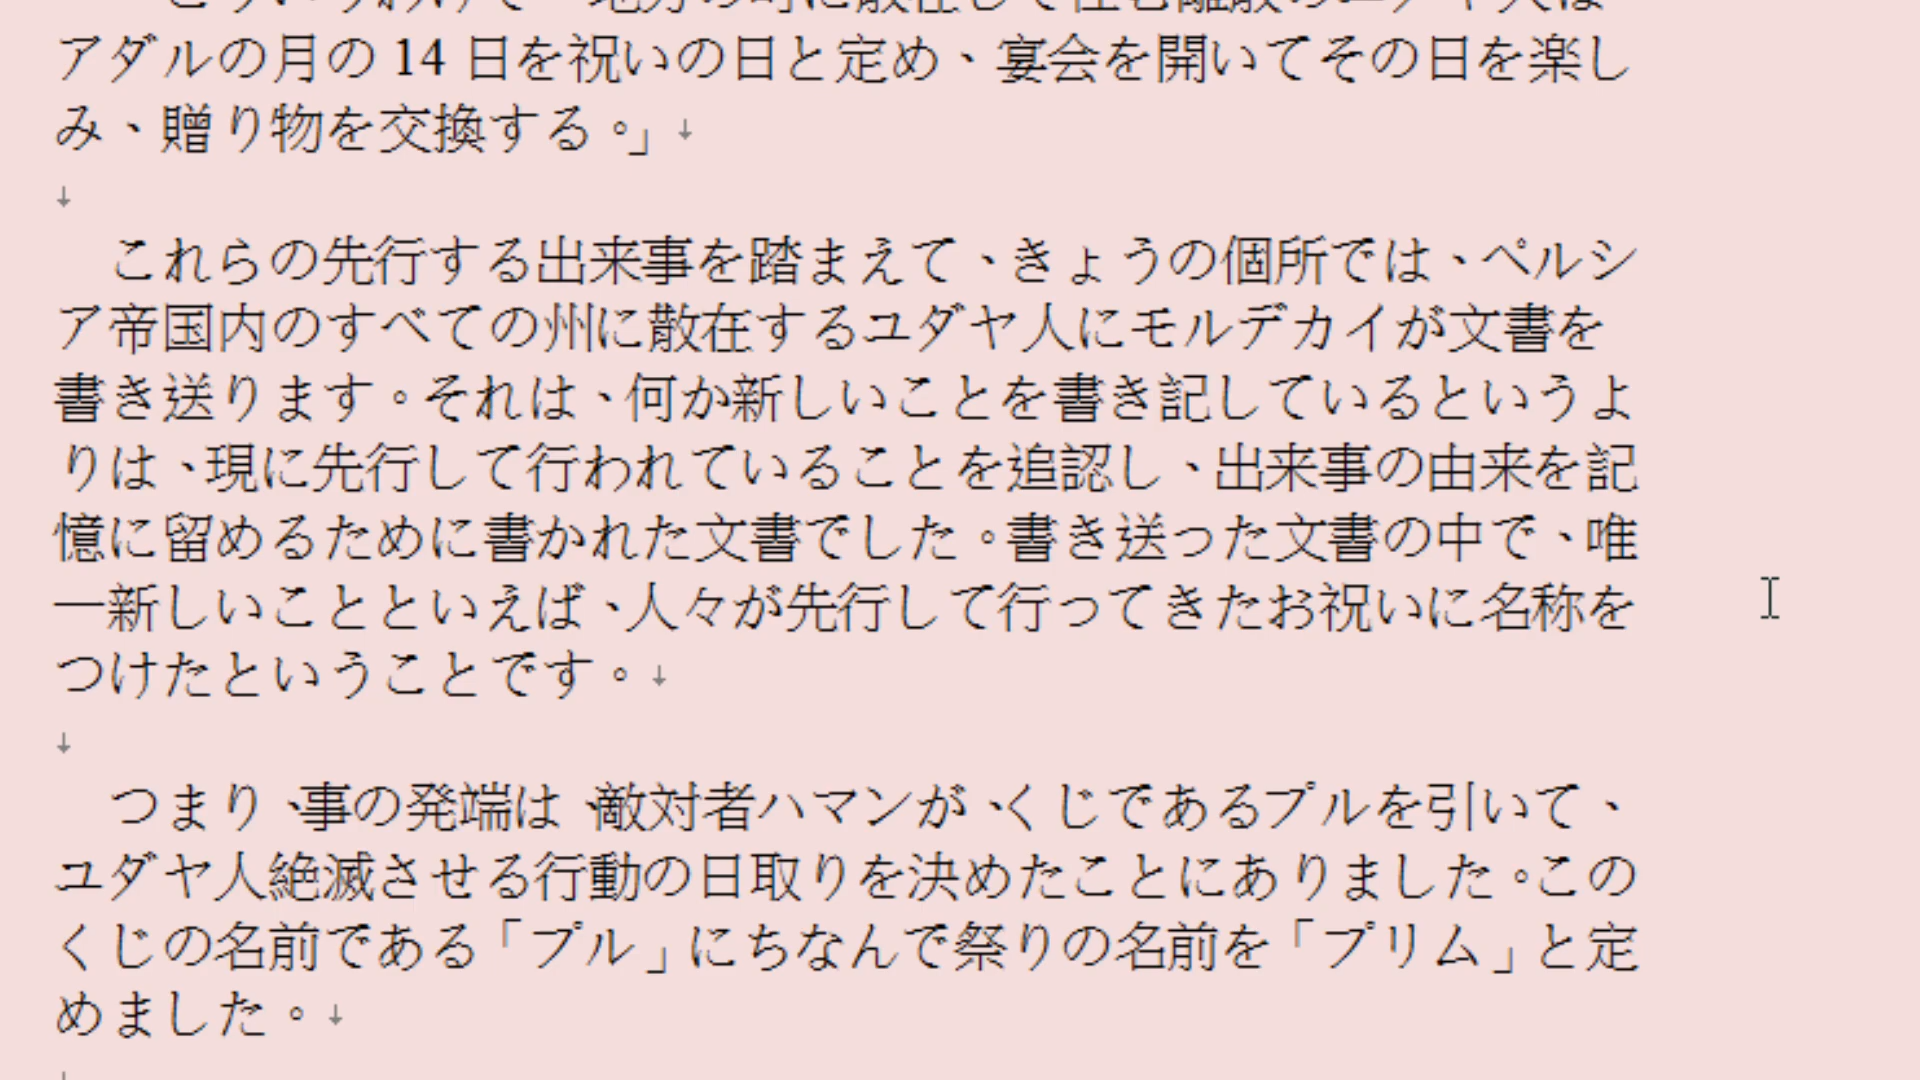 アダルの月の 14 日を祝いの日と定め、宴会を開いてその日を楽し
み、贈り物を交換する。」↓
↓
これらの先行する出来事を踏まえて、きょうの個所では、ペルシ
ア帝国内のすべての州に散在するユダヤ人にモルデカイが文書を
書き送ります。それは、何か新しいことを書き記しているというよ
りは、現に先行して行われていることを追認し、出来事の由来を記
憶に留めるために書かれた文書でした。書き送った文書の中で、唯
一新しいことといえば、人々が先行して行ってきたお祝いに名称を
つけたということです。↓
↓
つまり、事の発端は、敵対者ハマンが、くじであるプルを引いて、
ユダヤ人絶滅させる行動の日取りを決めたことにありました。この
くじの名前である「プル」にちなんで祭りの名前を「プリム」と定
めました。↓